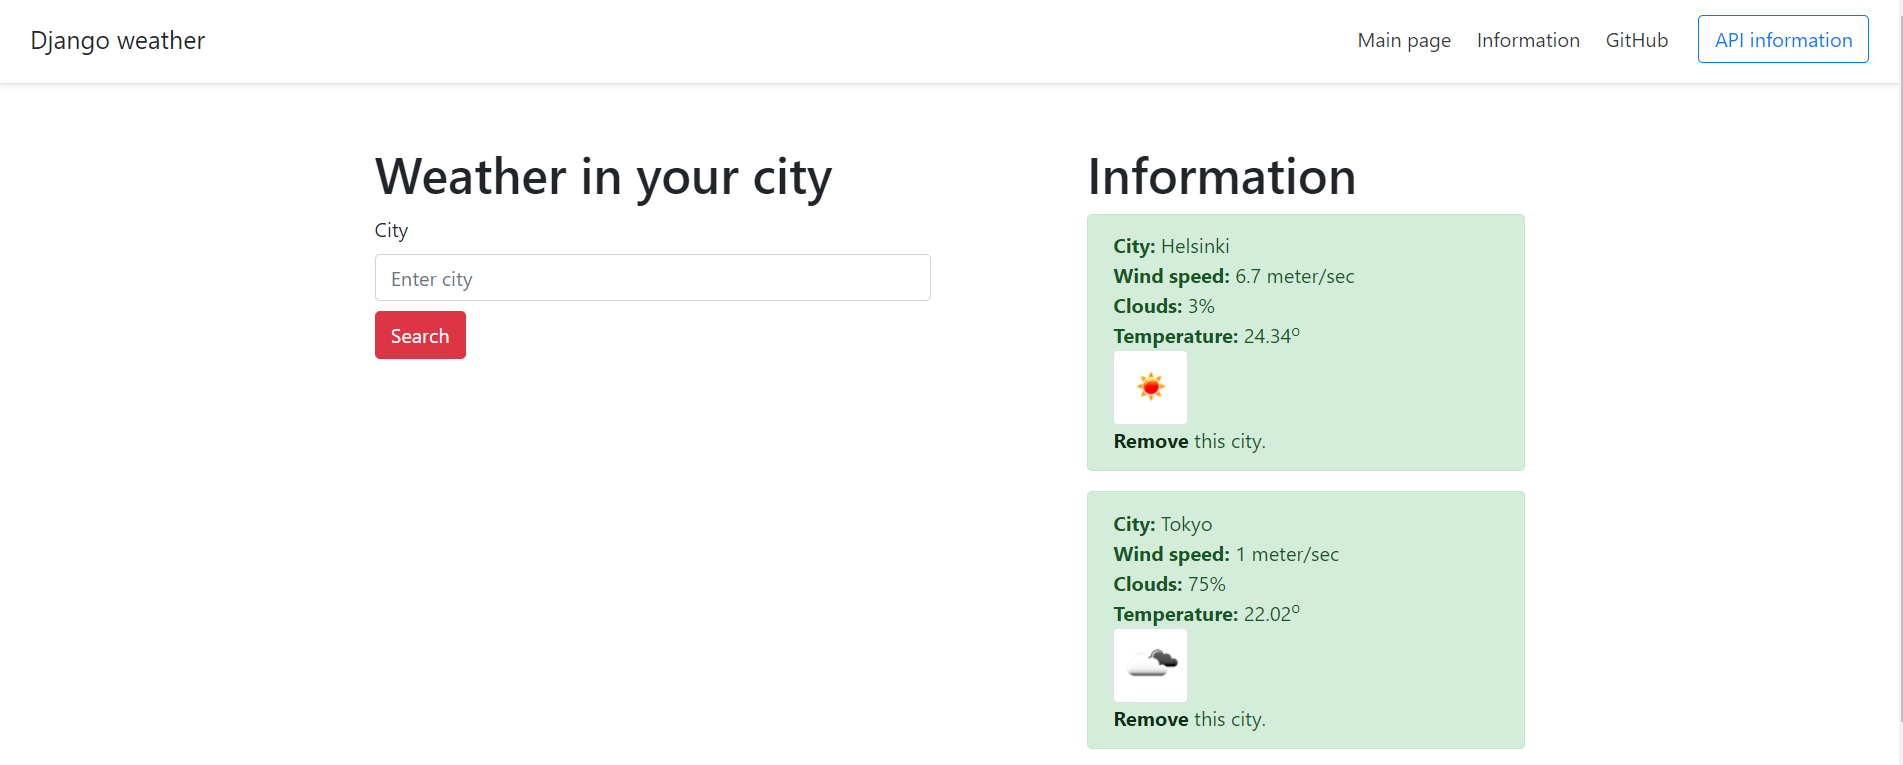 Django weather
Main page
Information
GitHub
API information
Weather in your city
City
Enter city
Search
Information
City: Helsinki
Wind speed: 6.7 meter/sec
Clouds: 3%
Temperature: 24.34º
Remove this city.
City: Tokyo
Wind speed: 1 meter/sec
Clouds: 75%
Temperature: 22.02º
Remove this city.